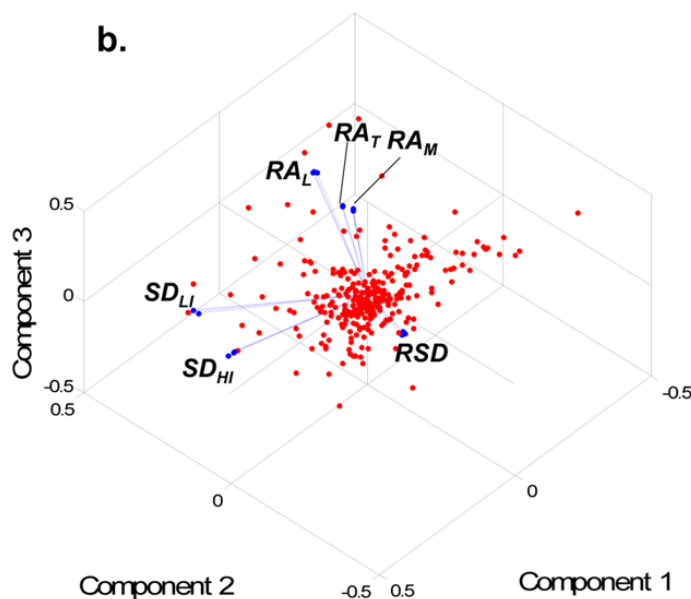 b.
RA_T RA_M
RA_L
0.5
Component 3
0
SD_LI
RSD
SD_HI
-0.5
0.5
-0.5
0
0
Component 2
-0.5 0.5
Component 1